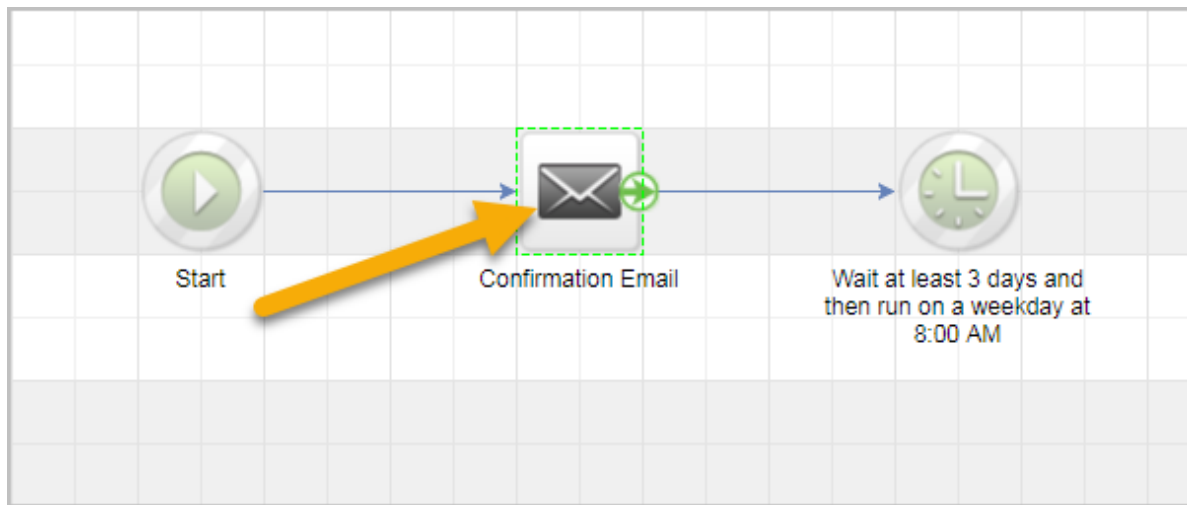 Start
Confirmation Email
Wait at least 3 days and
then run on a weekday at
8:00 AM